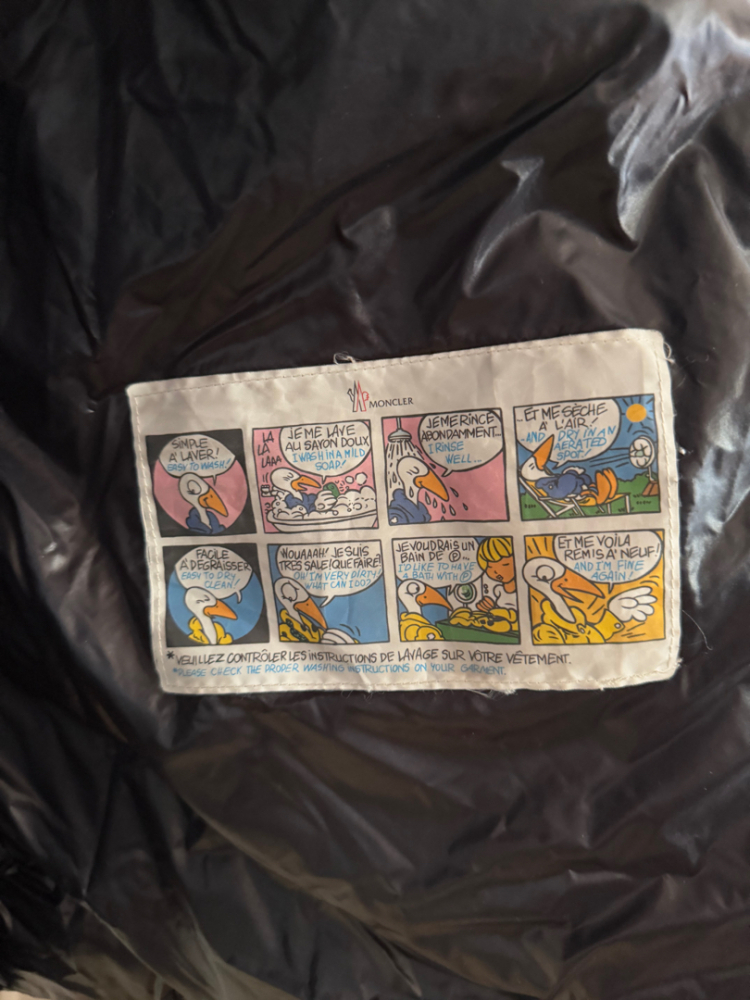 MONCLER
SIMPLE
À LAVER!
EASY TO WASH!
LA
LA
LAAA
JE ME LAVE
AU SAVON DOUX
I WASH IN A MILD
SOAP!
JE ME RINCE
ABONDAMMENT...
I RINSE
WELL...
ET ME SÈCHE
À L'AIR!
...AND DRY IN AN
AERATED
SPOT!
FACILE
À DÉGRAISSER
EASY TO DRY
CLEAN!
WOUAAAH! JE SUIS
TRÈS SALE! QUE FAIRE?
OH! I'M VERY DIRTY!
WHAT CAN I DO?
JE VOUDRAIS UN
BAIN DE Ⓟ...
I'D LIKE TO HAVE
A BATH WITH Ⓟ
ET ME VOILÀ
REMIS À NEUF!
AND I'M FINE
AGAIN!
* VEUILLEZ CONTRÔLER LES INSTRUCTIONS DE LAVAGE SUR VOTRE VÊTEMENT.
*PLEASE CHECK THE PROPER WASHING INSTRUCTIONS ON YOUR GARMENT.